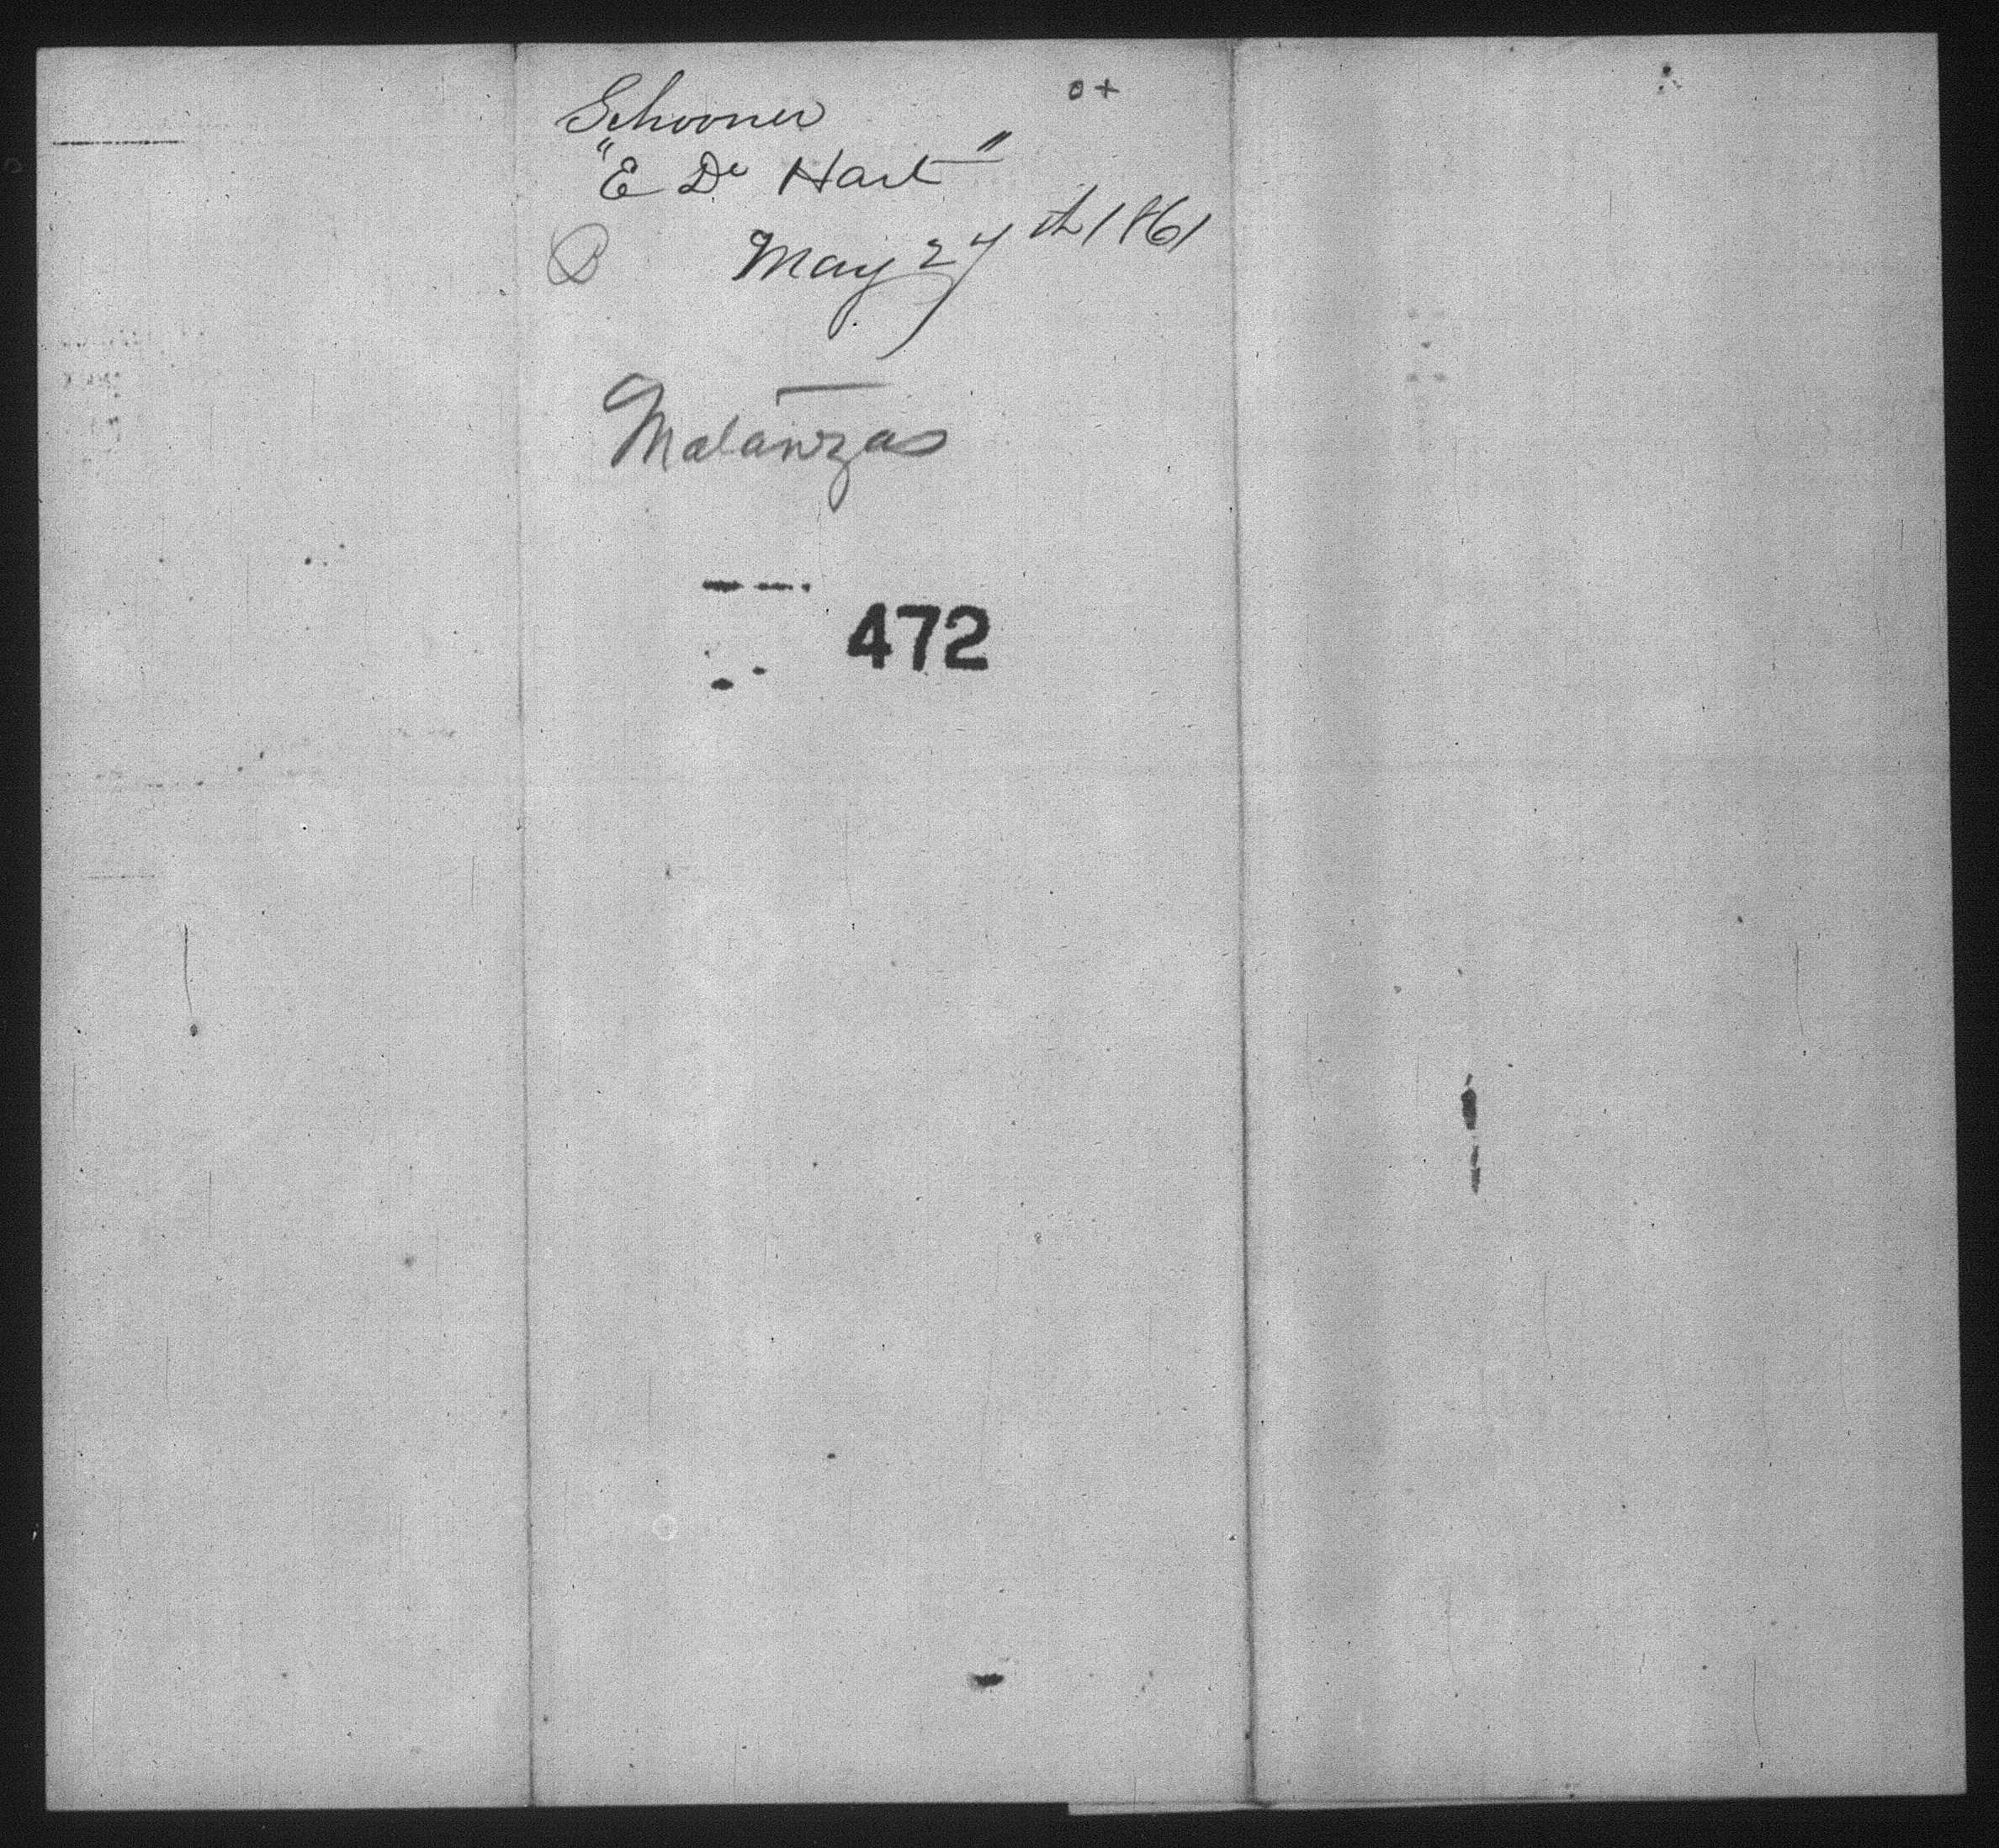 o +
Schooner
"E De Hart"
B May 27th 1861
Matanzas
472